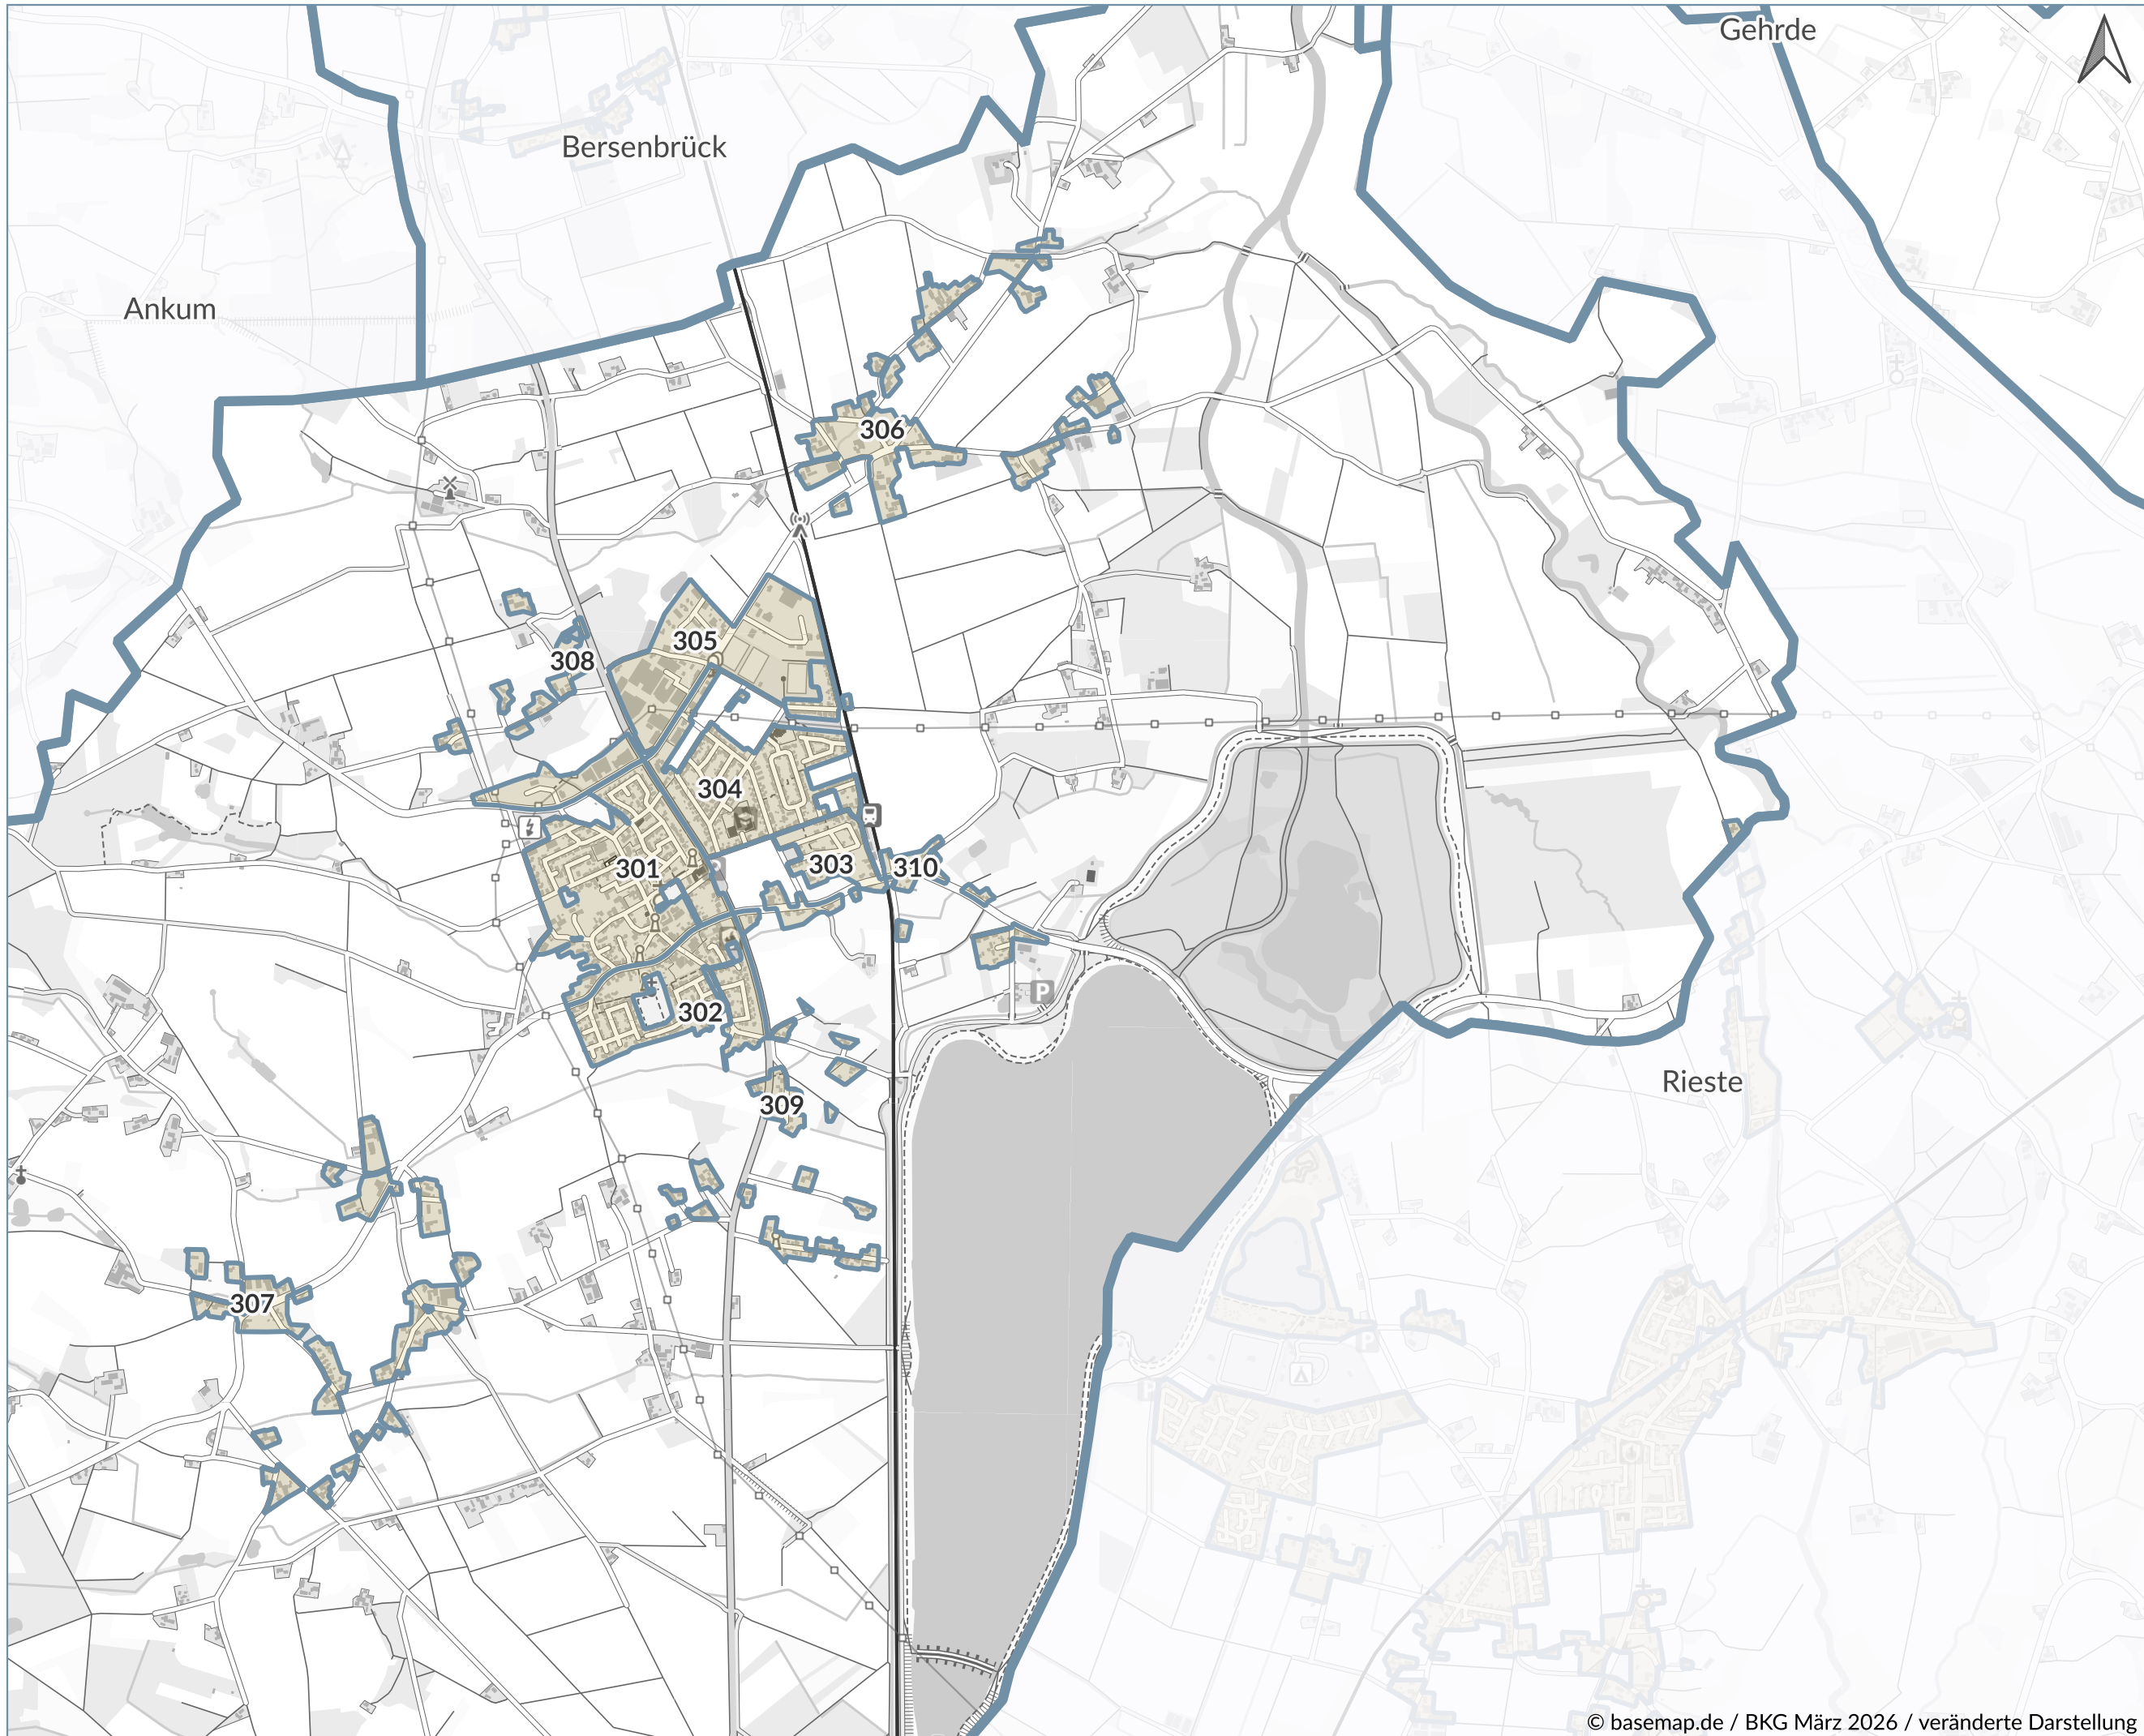 Gehrde
Bersenbrück
Ankum
306
305
308
304
301
303
310
302
Rieste
309
307
P
P
P
© basemap.de / BKG März 2026 / veränderte Darstellung